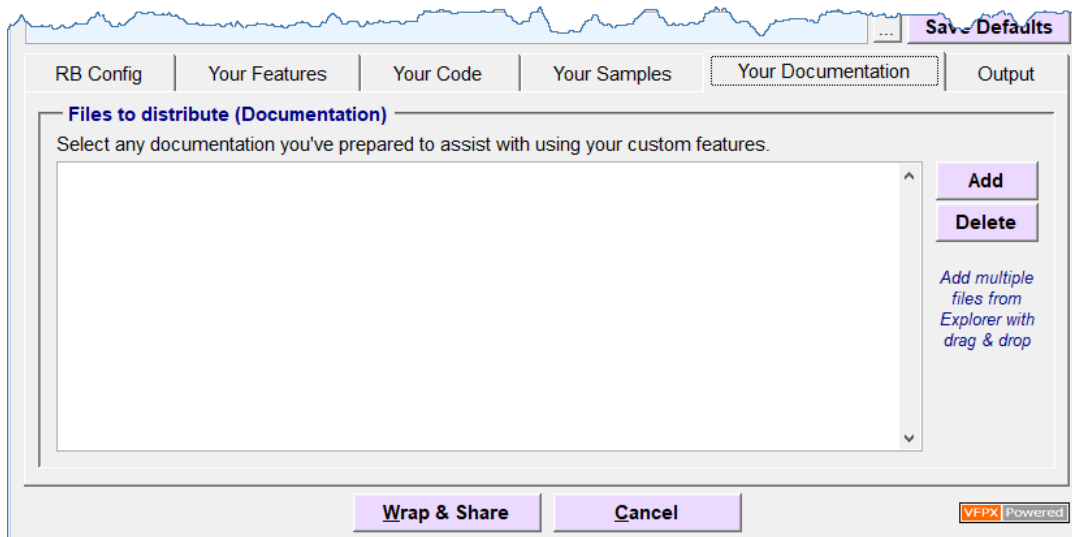 ... Save Defaults
RB Config Your Features Your Code Your Samples Your Documentation Output
Files to distribute (Documentation)
Select any documentation you've prepared to assist with using your custom features.
Add
Delete
Add multiple
files from
Explorer with
drag & drop
Wrap & Share Cancel
VFPX Powered